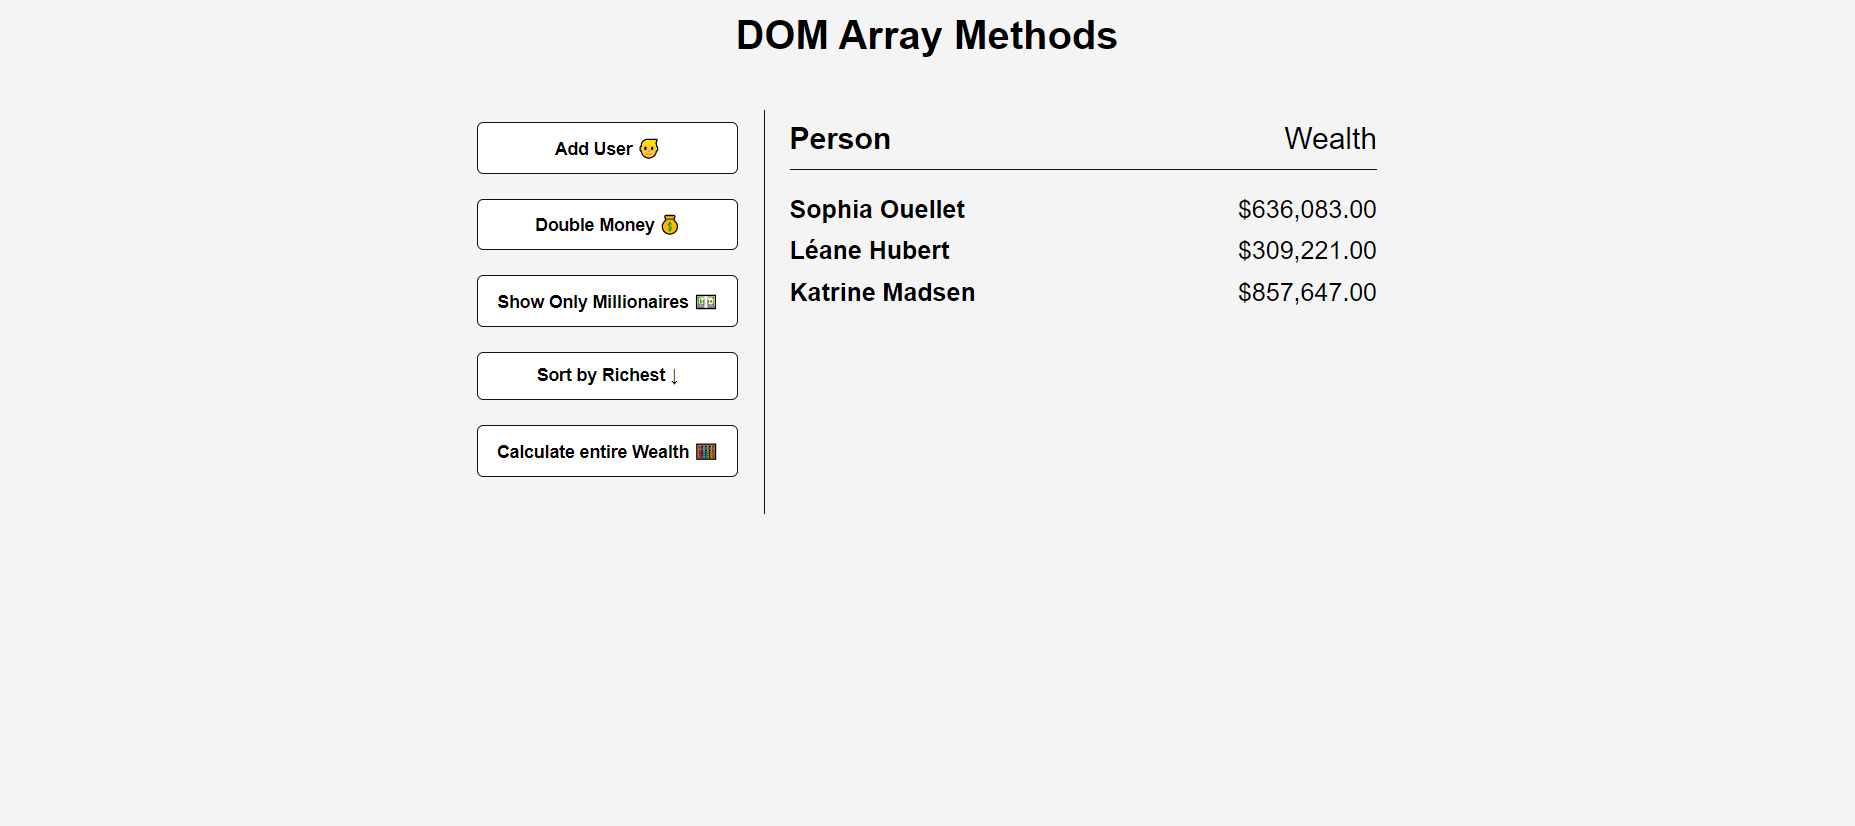 DOM Array Methods
Add User 👱
Double Money 💰
Show Only Millionaires 💵
Sort by Richest ↓
Calculate entire Wealth 🧮
Person Wealth
Sophia Ouellet $636,083.00
Léane Hubert $309,221.00
Katrine Madsen $857,647.00